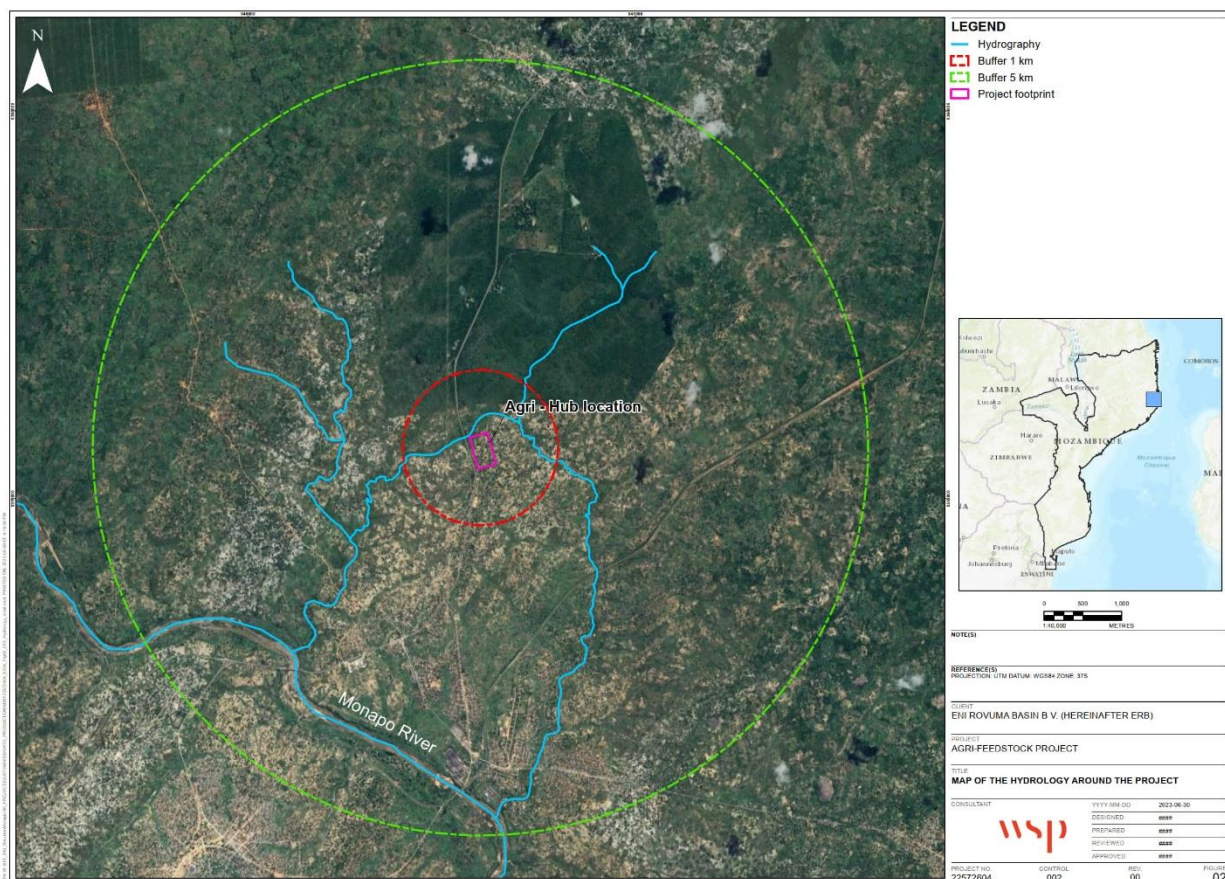 N
Agri - Hub location
Monapo River
LEGEND
Hydrography
Buffer 1 km
Buffer 5 km
Project footprint
COMOROS
ZAMBIA
MALAWI
Lilongwe
Lusaka
Harare
MOZAMBIQUE
ZIMBABWE
Mozambique
Channel
Pretoria
Maputo
Johannesburg
Mbabane
ESWATINI
0 500 1,000
1:40,000 METRES
NOTE(S)
REFERENCE(S)
PROJECTION: UTM DATUM: WGS84 ZONE: 37S
CLIENT
ENI ROVUMA BASIN B.V. (HEREINAFTER ERB)
PROJECT
AGRI-FEEDSTOCK PROJECT
TITLE
MAP OF THE HYDROLOGY AROUND THE PROJECT
CONSULTANT
wsp
YYYY-MM-DD 2023-06-30
DESIGNED ####
PREPARED ####
REVIEWED ####
APPROVED ####
PROJECT NO. CONTROL REV. FIGURE
22572604 002 00 02